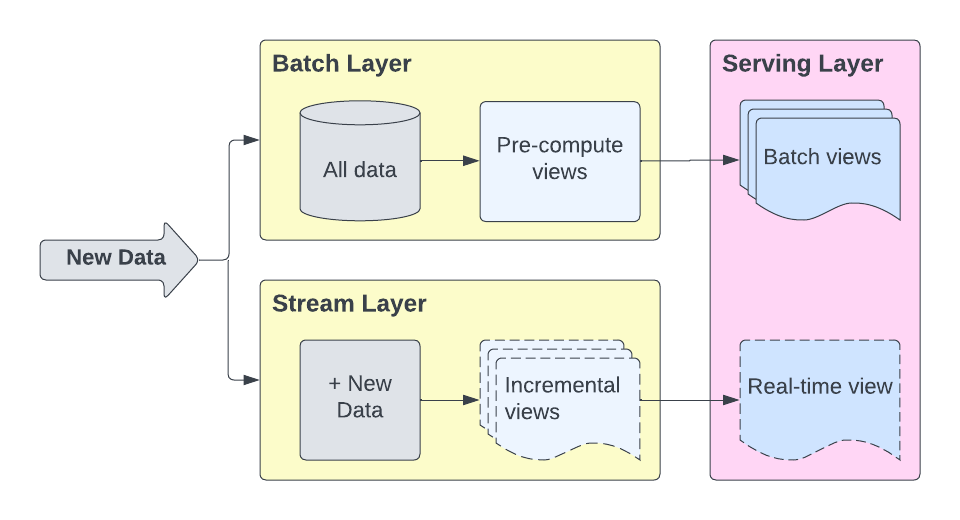 Batch Layer
Serving Layer
All data
Pre-compute
views
Batch views
New Data
Stream Layer
+ New
Data
Incremental
views
Real-time view